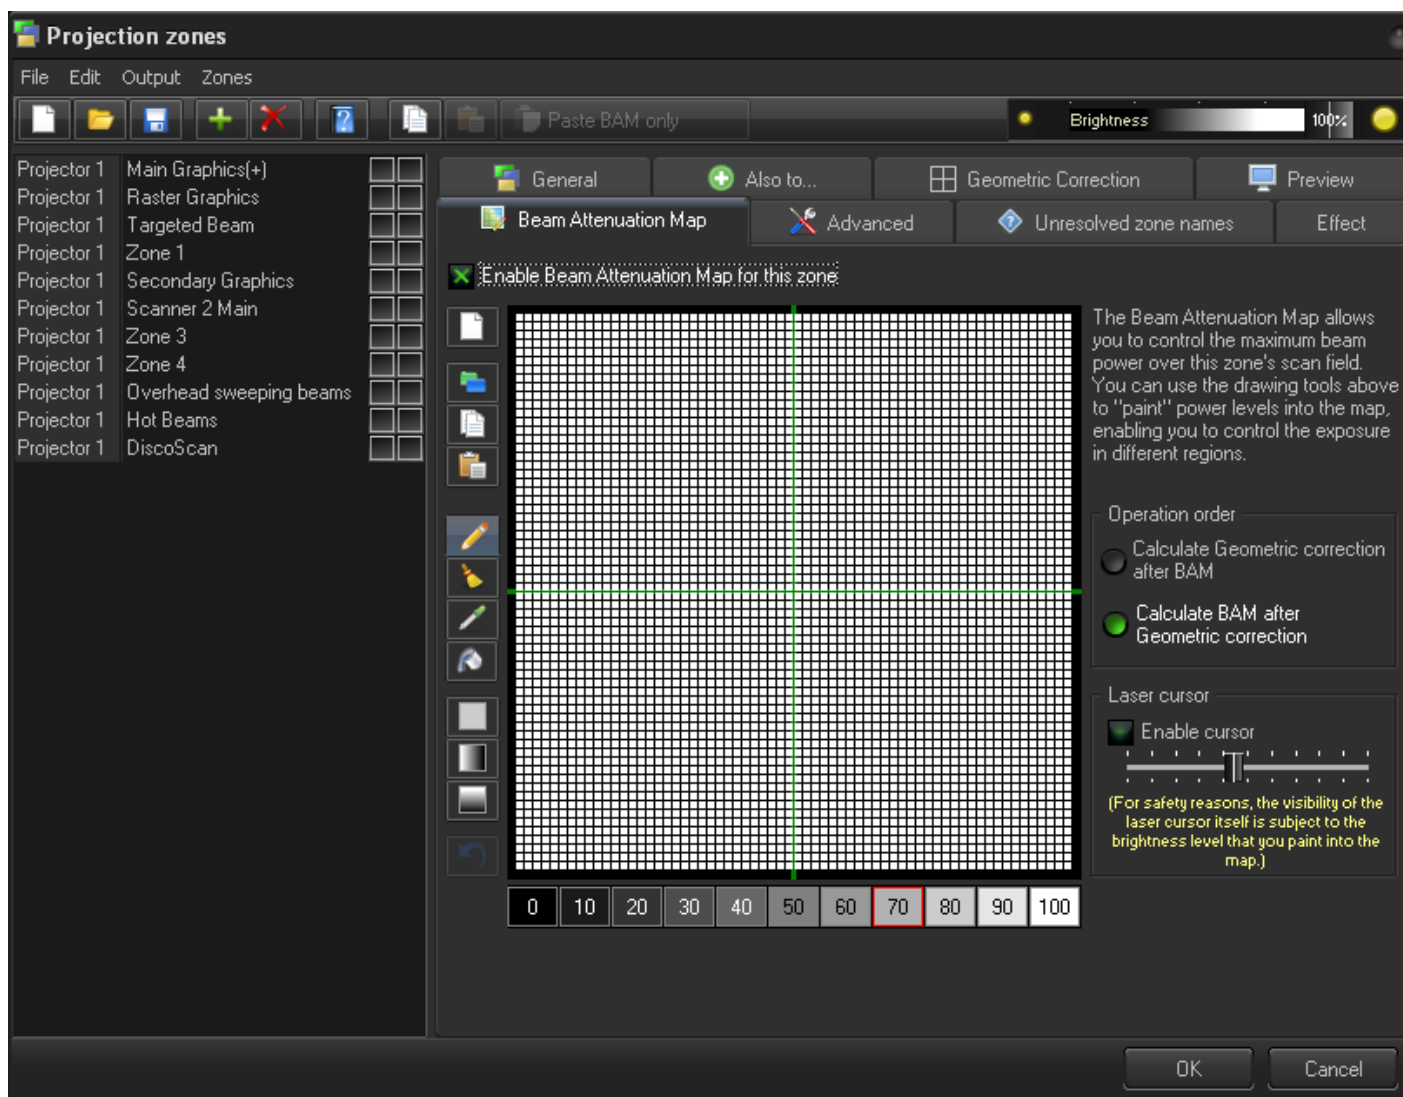 Projection zones
File Edit Output Zones
Paste BAM only
Brightness 100%
Projector 1 Main Graphics(+)
Projector 1 Raster Graphics
Projector 1 Targeted Beam
Projector 1 Zone 1
Projector 1 Secondary Graphics
Projector 1 Scanner 2 Main
Projector 1 Zone 3
Projector 1 Zone 4
Projector 1 Overhead sweeping beams
Projector 1 Hot Beams
Projector 1 DiscoScan
General Also to... Geometric Correction Preview
Beam Attenuation Map Advanced Unresolved zone names Effect
Enable Beam Attenuation Map for this zone
The Beam Attenuation Map allows
you to control the maximum beam
power over this zone's scan field.
You can use the drawing tools above
to "paint" power levels into the map,
enabling you to control the exposure
in different regions.
Operation order
Calculate Geometric correction
after BAM
Calculate BAM after
Geometric correction
Laser cursor
Enable cursor
(For safety reasons, the visibility of the
laser cursor itself is subject to the
brightness level that you paint into the
map.)
0 10 20 30 40 50 60 70 80 90 100
OK Cancel